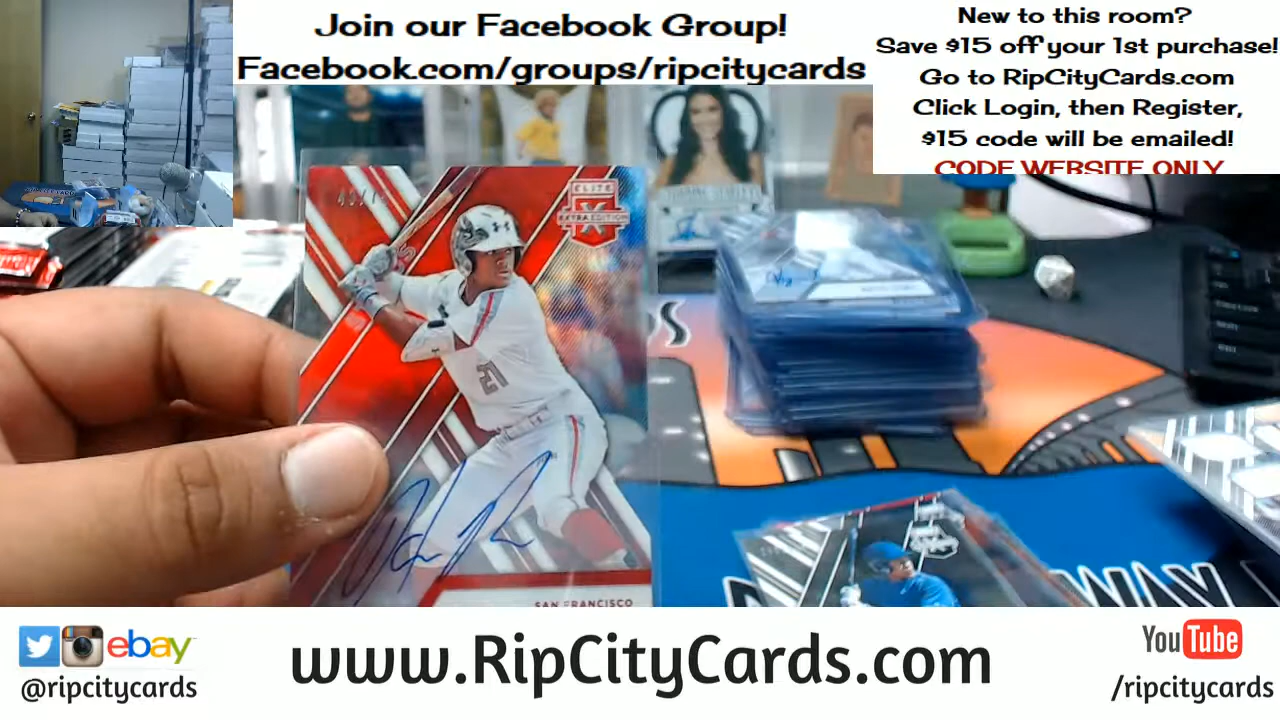 Join our Facebook Group!
Facebook.com/groups/ripcitycards
New to this room?
Save $15 off your 1st purchase!
Go to RipCityCards.com
Click Login, then Register,
$15 code will be emailed!
CODE WEBSITE ONLY
ELITE
EXTRA EDITION
21
SAN FRANCISCO
ebay
@ripcitycards
www.RipCityCards.com
YouTube
/ripcitycards